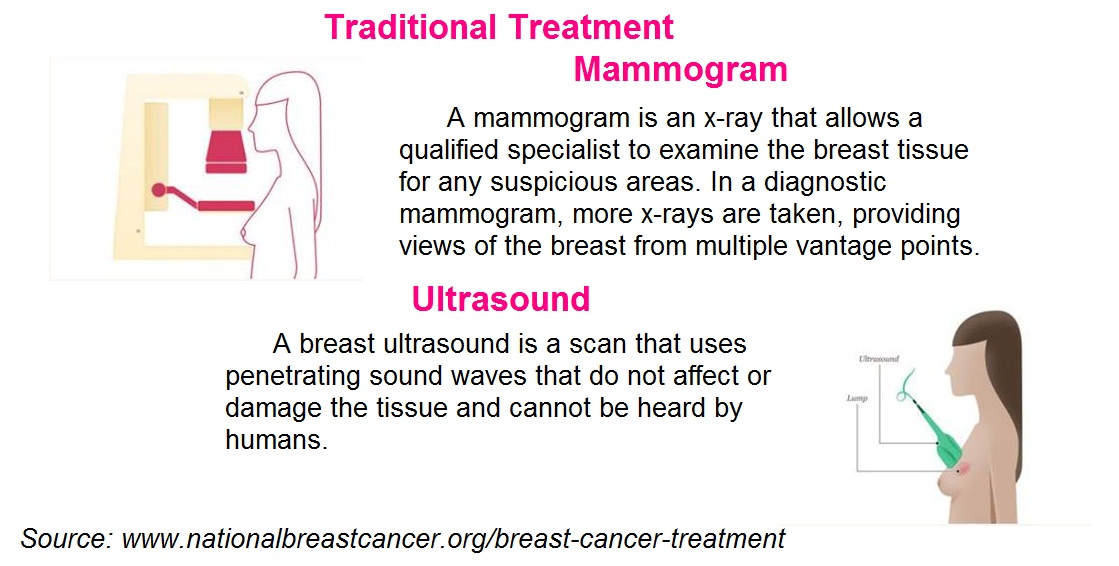 Traditional Treatment
Mammogram
A mammogram is an x-ray that allows a
qualified specialist to examine the breast tissue
for any suspicious areas. In a diagnostic
mammogram, more x-rays are taken, providing
views of the breast from multiple vantage points.
Ultrasound
A breast ultrasound is a scan that uses
penetrating sound waves that do not affect or
damage the tissue and cannot be heard by
humans.
Ultrasound
Lump
Source: www.nationalbreastcancer.org/breast-cancer-treatment